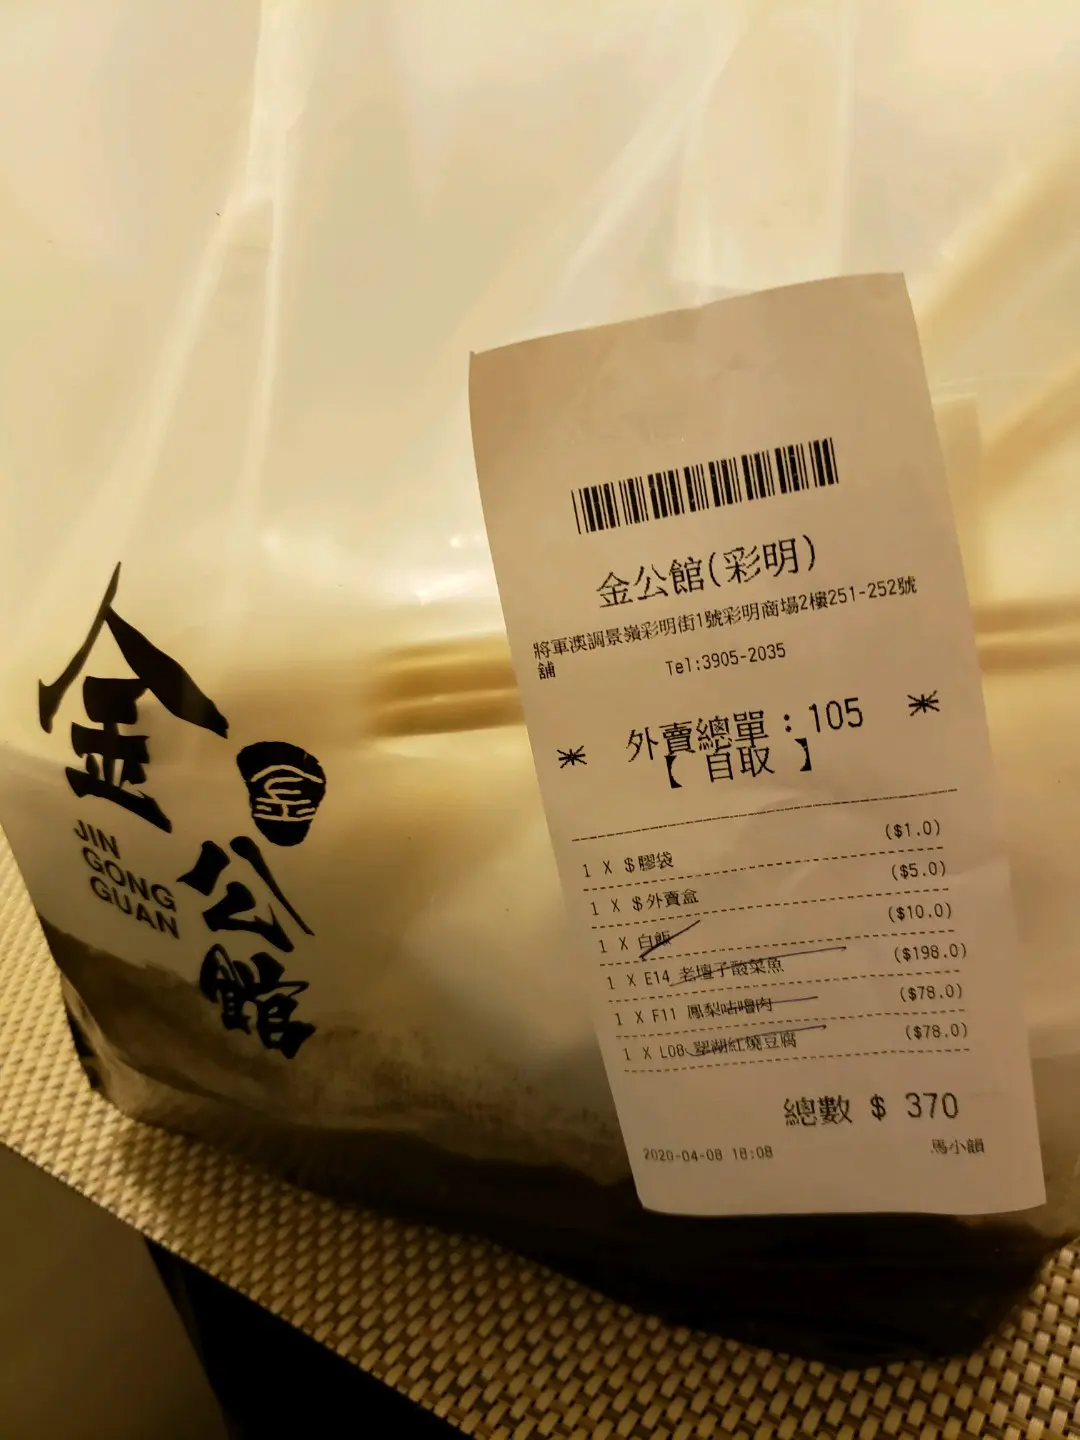 金公館
金
JIN
GONG
GUAN
金公館(彩明)
將軍澳調景嶺彩明街1號彩明商場2樓251-252號
舖
Tel:3905-2035
* 外賣總單：105 *
【 自取 】
1 X $膠袋 ($1.0)
1 X $外賣盒 ($5.0)
1 X 白飯 ($10.0)
1 X E14 老壇子酸菜魚 ($198.0)
1 X F11 鳳梨咕嚕肉 ($78.0)
1 X L08 翠湖紅燒豆腐 ($78.0)
總數 $ 370
2020-04-08 18:08 馬小韻